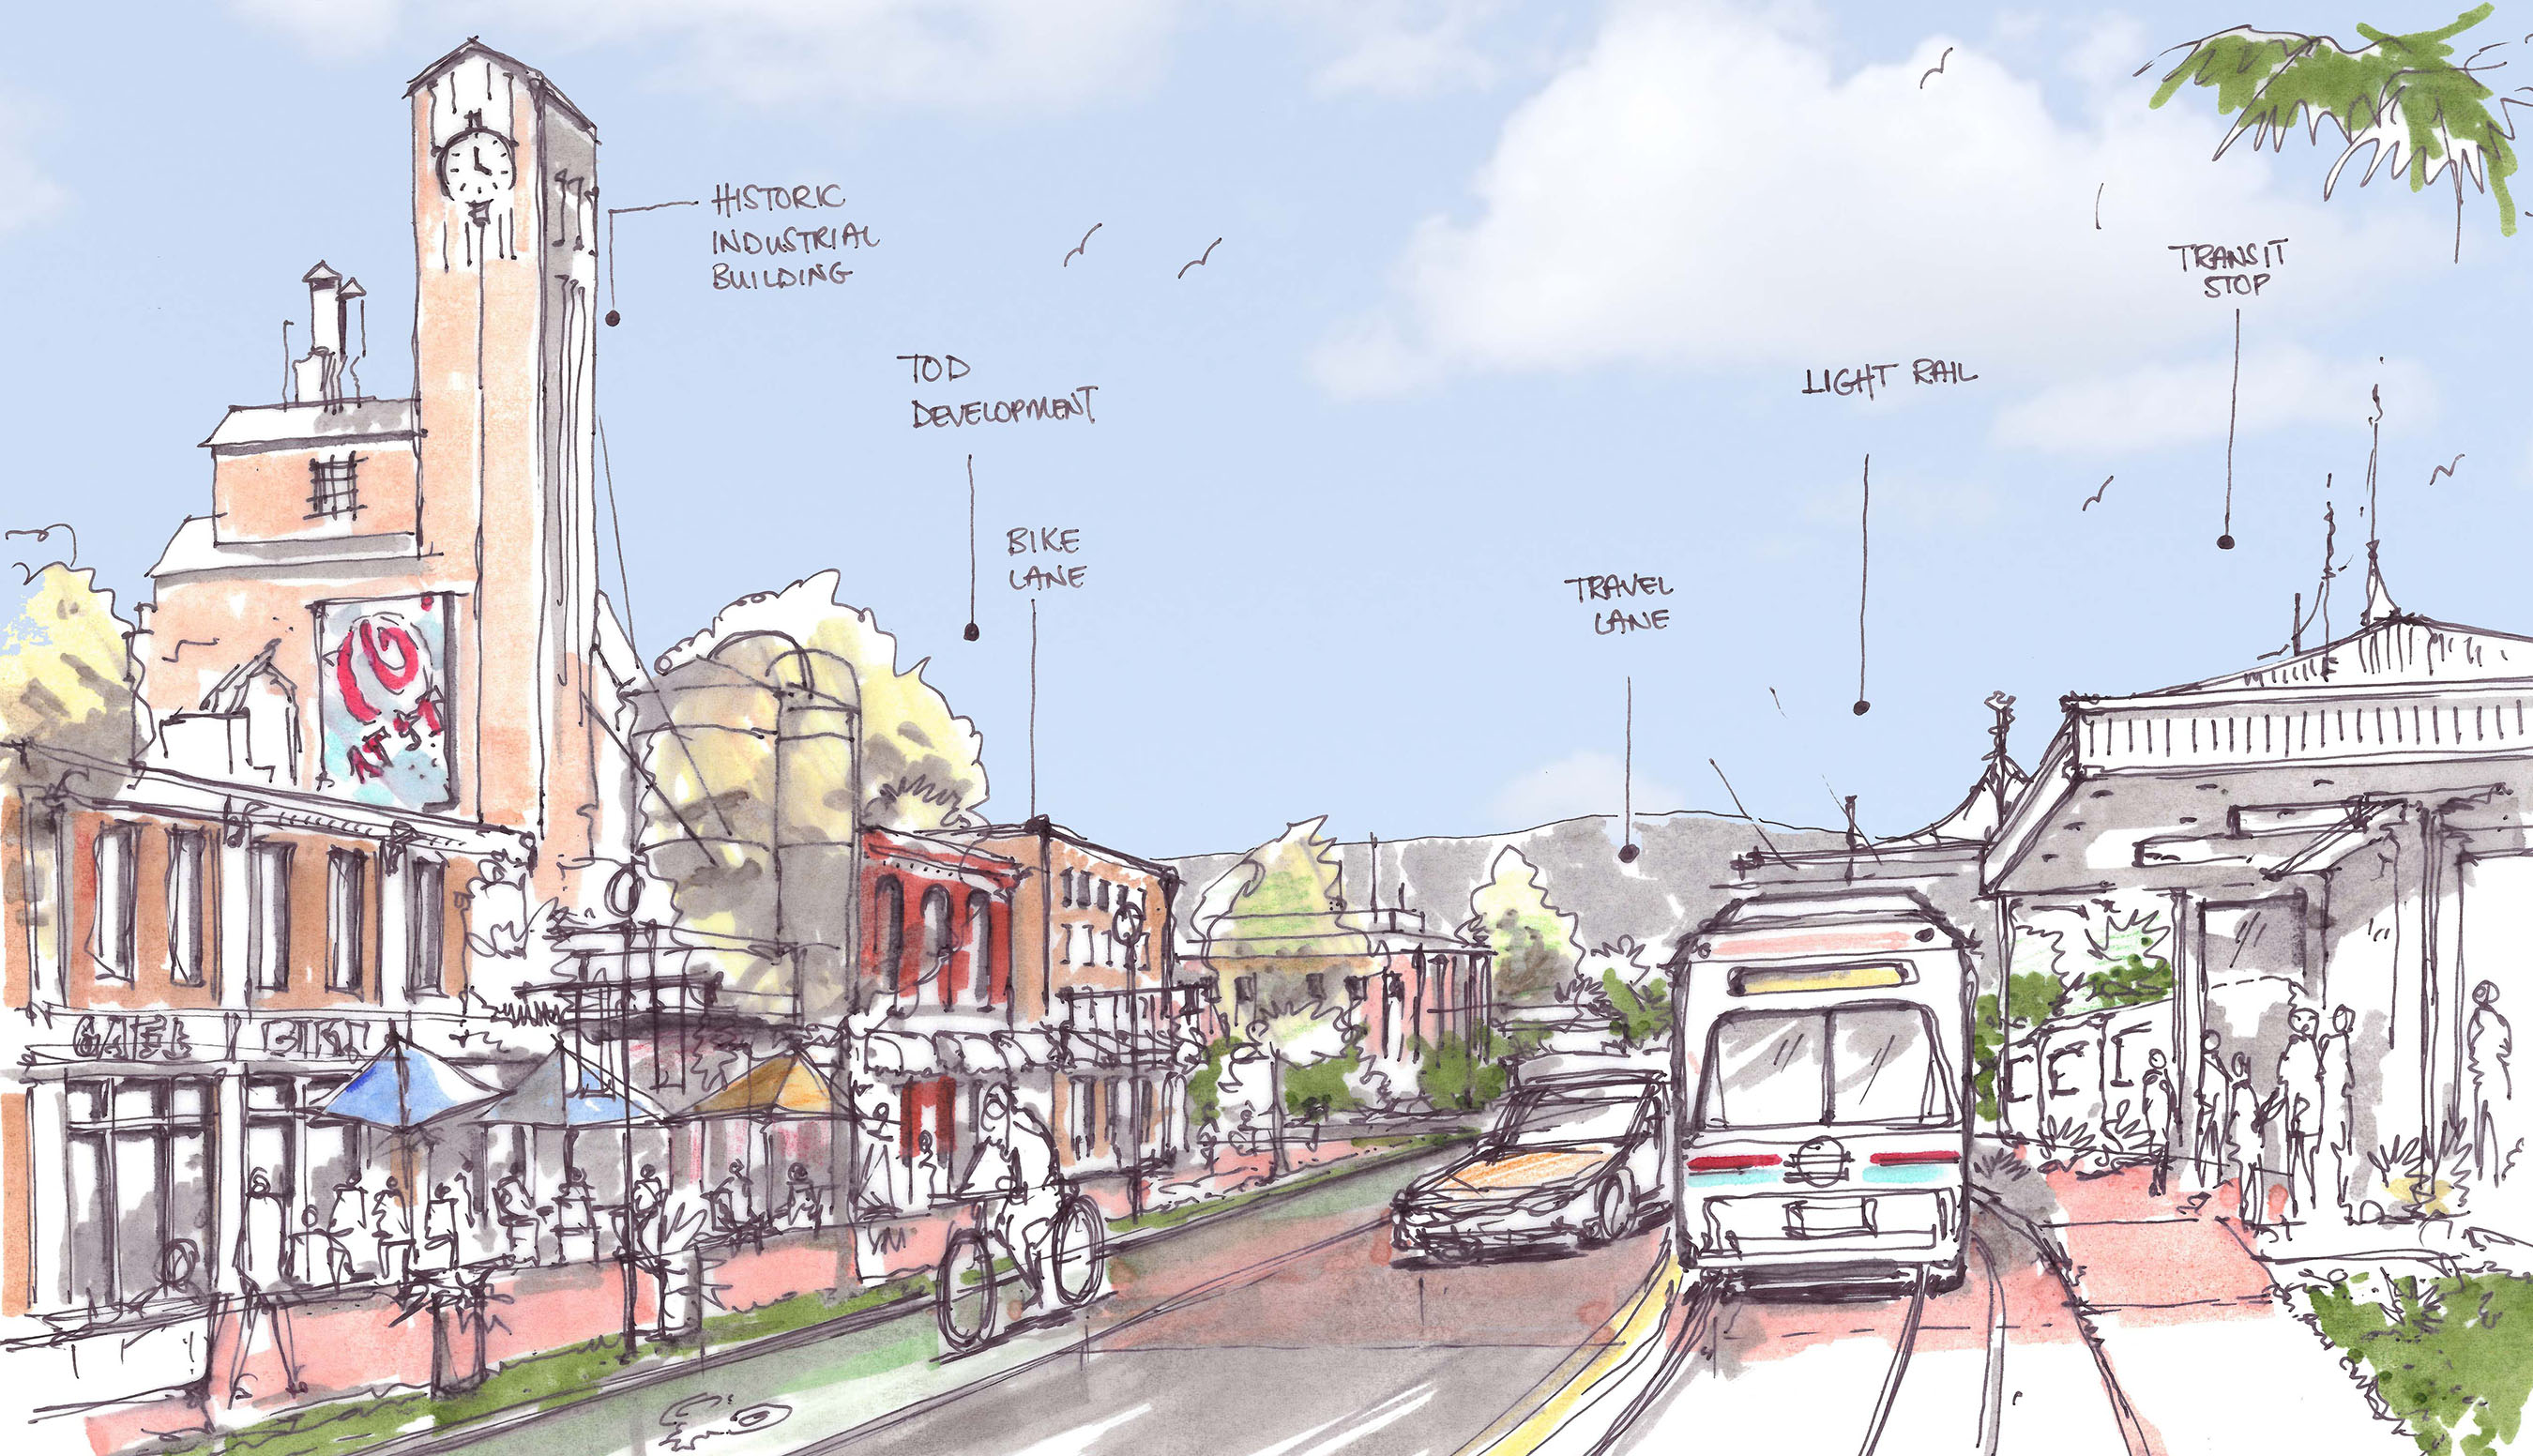 HISTORIC
INDUSTRIAL
BUILDING
TOD
DEVELOPMENT
BIKE
LANE
TRAVEL
LANE
LIGHT RAIL
TRANSIT
STOP